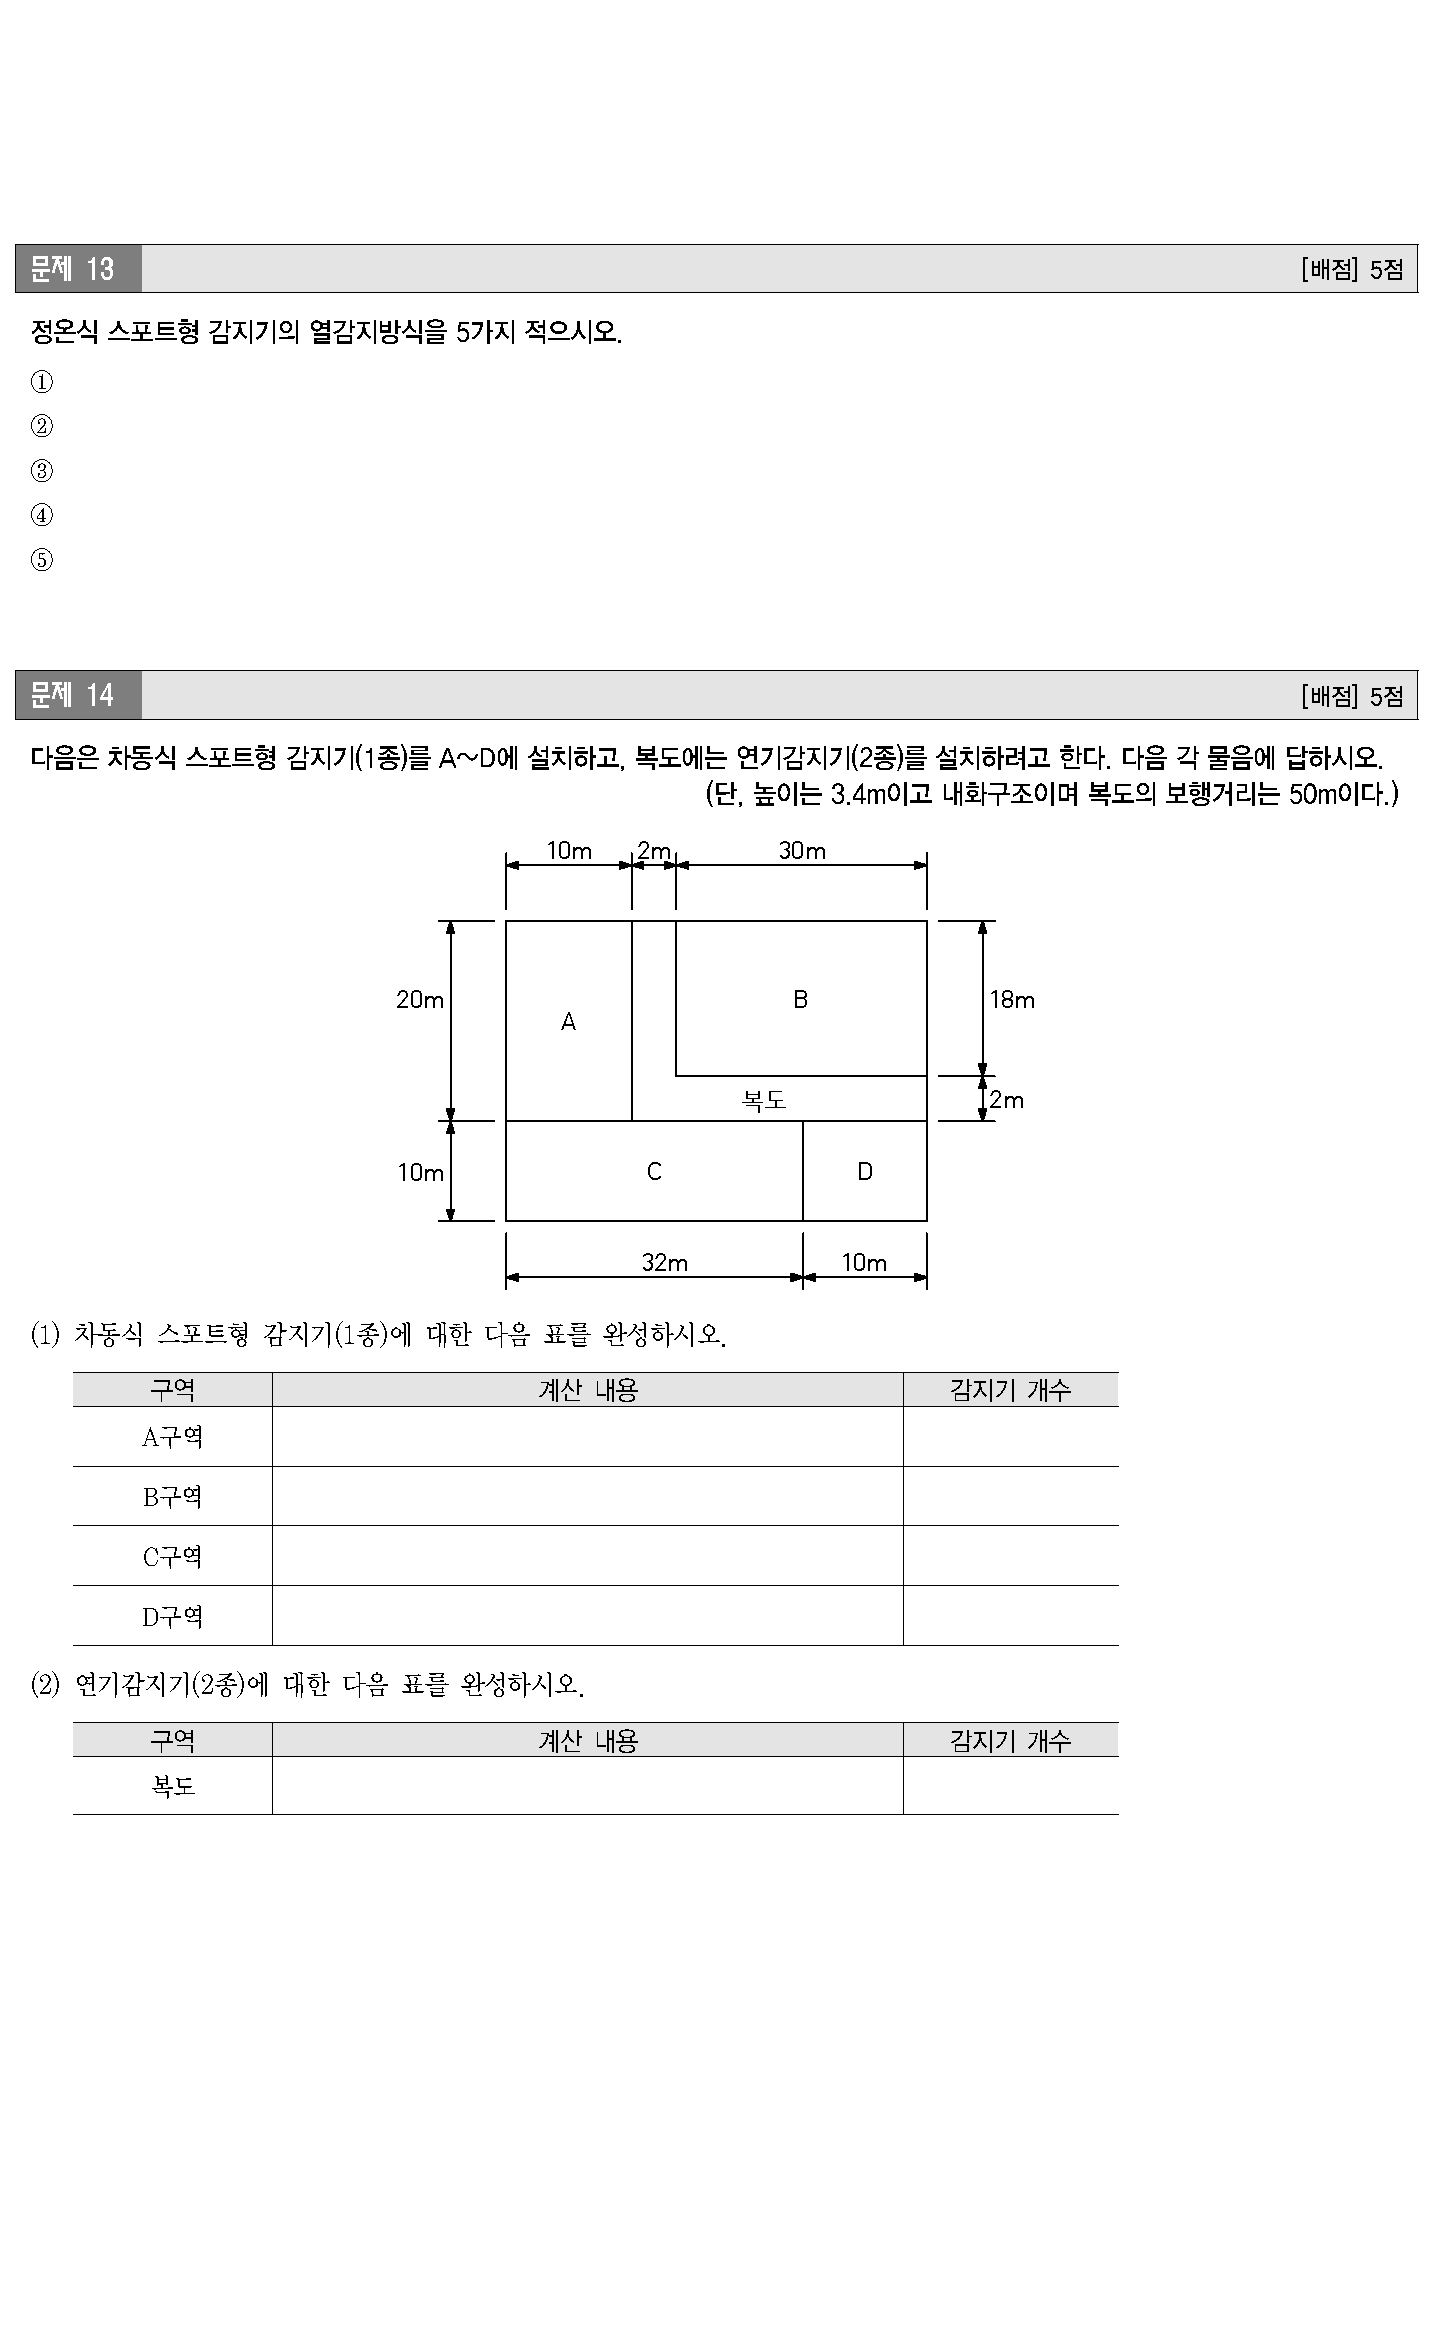 문제 13 [배점] 5점
정온식 스포트형 감지기의 열감지방식을 5가지 적으시오.
①
②
③
④
⑤
문제 14 [배점] 5점
다음은 차동식 스포트형 감지기(1종)를 A~D에 설치하고, 복도에는 연기감지기(2종)를 설치하려고 한다. 다음 각 물음에 답하시오.
(단, 높이는 3.4m이고 내화구조이며 복도의 보행거리는 50m이다.)
10m 2m 30m
20m A B 18m
복도 2m
10m C D
32m 10m
(1) 차동식 스포트형 감지기(1종)에 대한 다음 표를 완성하시오.
구역 계산 내용 감지기 개수
A구역
B구역
C구역
D구역
(2) 연기감지기(2종)에 대한 다음 표를 완성하시오.
구역 계산 내용 감지기 개수
복도